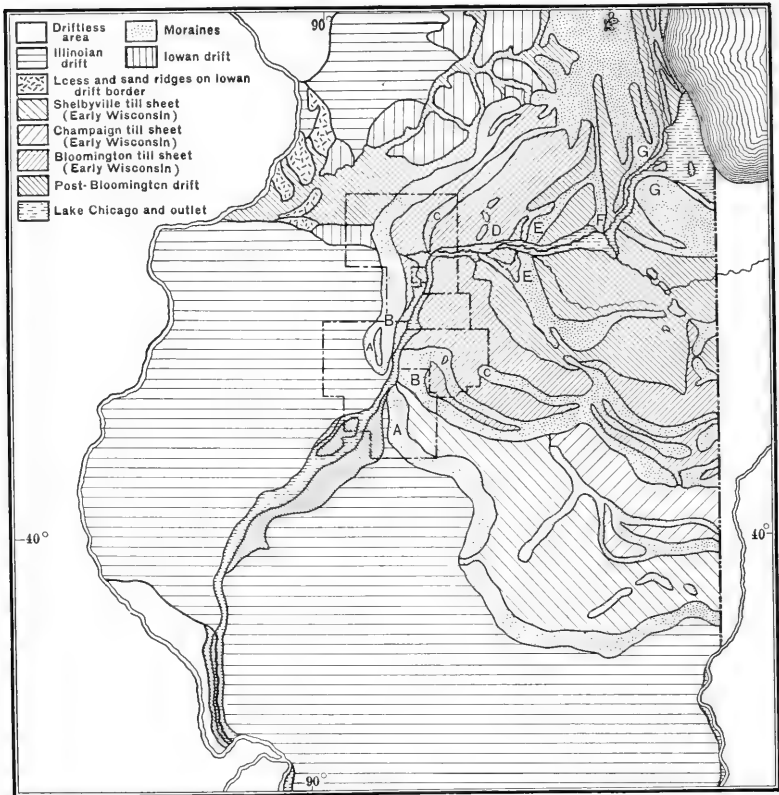 Driftless area
Moraines
Illinoian drift
Iowan drift
Loess and sand ridges on Iowan drift border
Shelbyville till sheet
(Early Wisconsin)
Champaign till sheet
(Early Wisconsin)
Bloomington till sheet
(Early Wisconsin)
Post-Bloomington drift
Lake Chicago and outlet
90°
G
G
F
C
D
E
E
B
A
B
C
A
40°
40°
90°